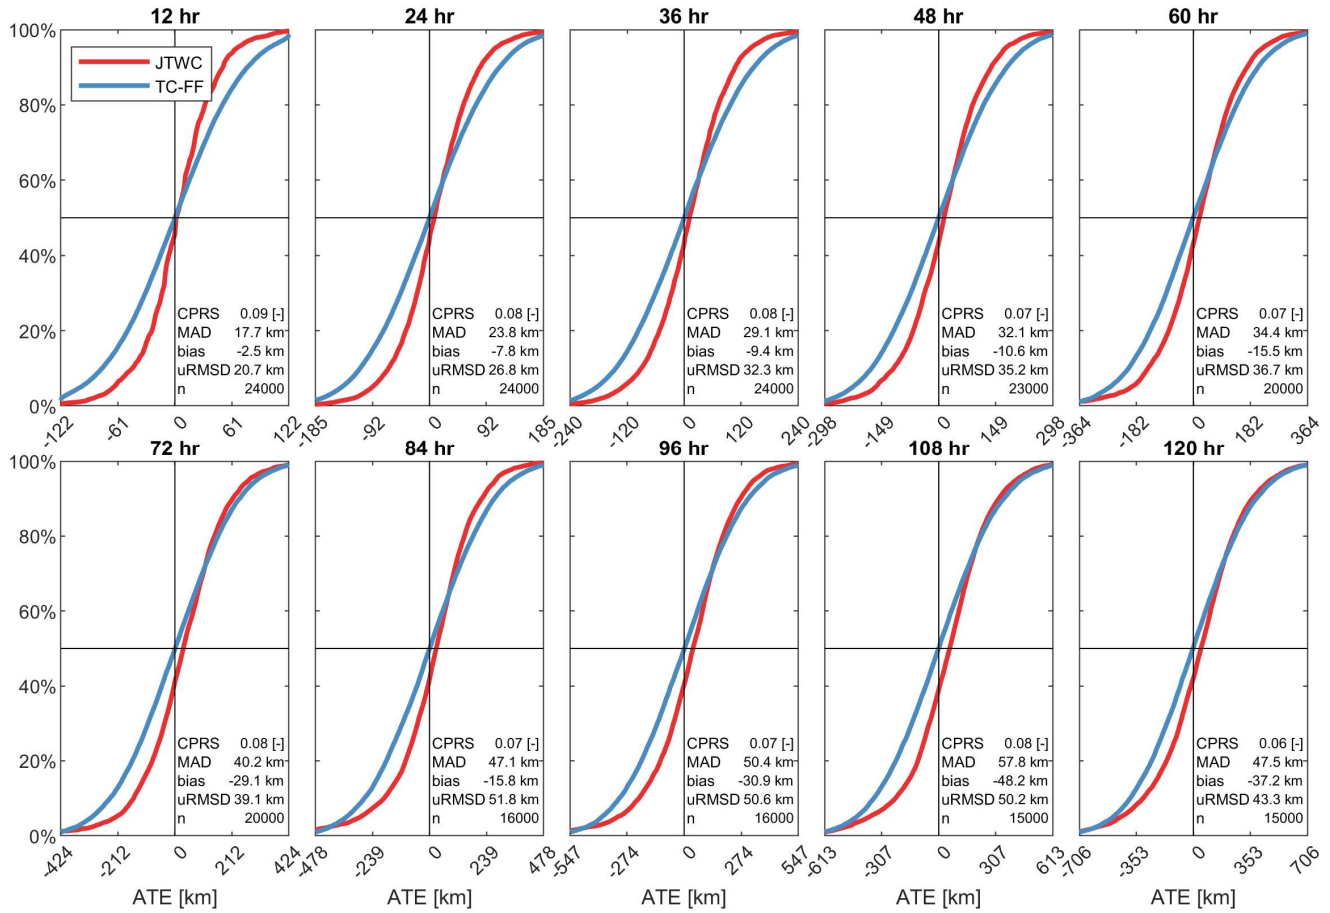 12 hr 24 hr 36 hr 48 hr 60 hr
100%
80%
60%
40%
20%
0%
JTWC
TC-FF
CPRS 0.09 [-]
MAD 17.7 km
bias -2.5 km
uRMSD 20.7 km
n 24000
-122 -61 0 61 122
CPRS 0.08 [-]
MAD 23.8 km
bias -7.8 km
uRMSD 26.8 km
n 24000
-185 -92 0 92 185
CPRS 0.08 [-]
MAD 29.1 km
bias -9.4 km
uRMSD 32.3 km
n 24000
-240 -120 0 120 240
CPRS 0.07 [-]
MAD 32.1 km
bias -10.6 km
uRMSD 35.2 km
n 23000
-298 -149 0 149 298
CPRS 0.07 [-]
MAD 34.4 km
bias -15.5 km
uRMSD 36.7 km
n 20000
-364 -182 0 182 364
72 hr 84 hr 96 hr 108 hr 120 hr
100%
80%
60%
40%
20%
0%
CPRS 0.08 [-]
MAD 40.2 km
bias -29.1 km
uRMSD 39.1 km
n 20000
-424 -212 0 212 424
ATE [km]
CPRS 0.07 [-]
MAD 47.1 km
bias -15.8 km
uRMSD 51.8 km
n 16000
-478 -239 0 239 478
ATE [km]
CPRS 0.07 [-]
MAD 50.4 km
bias -30.9 km
uRMSD 50.6 km
n 16000
-547 -274 0 274 547
ATE [km]
CPRS 0.08 [-]
MAD 57.8 km
bias -48.2 km
uRMSD 50.2 km
n 15000
-613 -307 0 307 613
ATE [km]
CPRS 0.06 [-]
MAD 47.5 km
bias -37.2 km
uRMSD 43.3 km
n 15000
-706 -353 0 353 706
ATE [km]